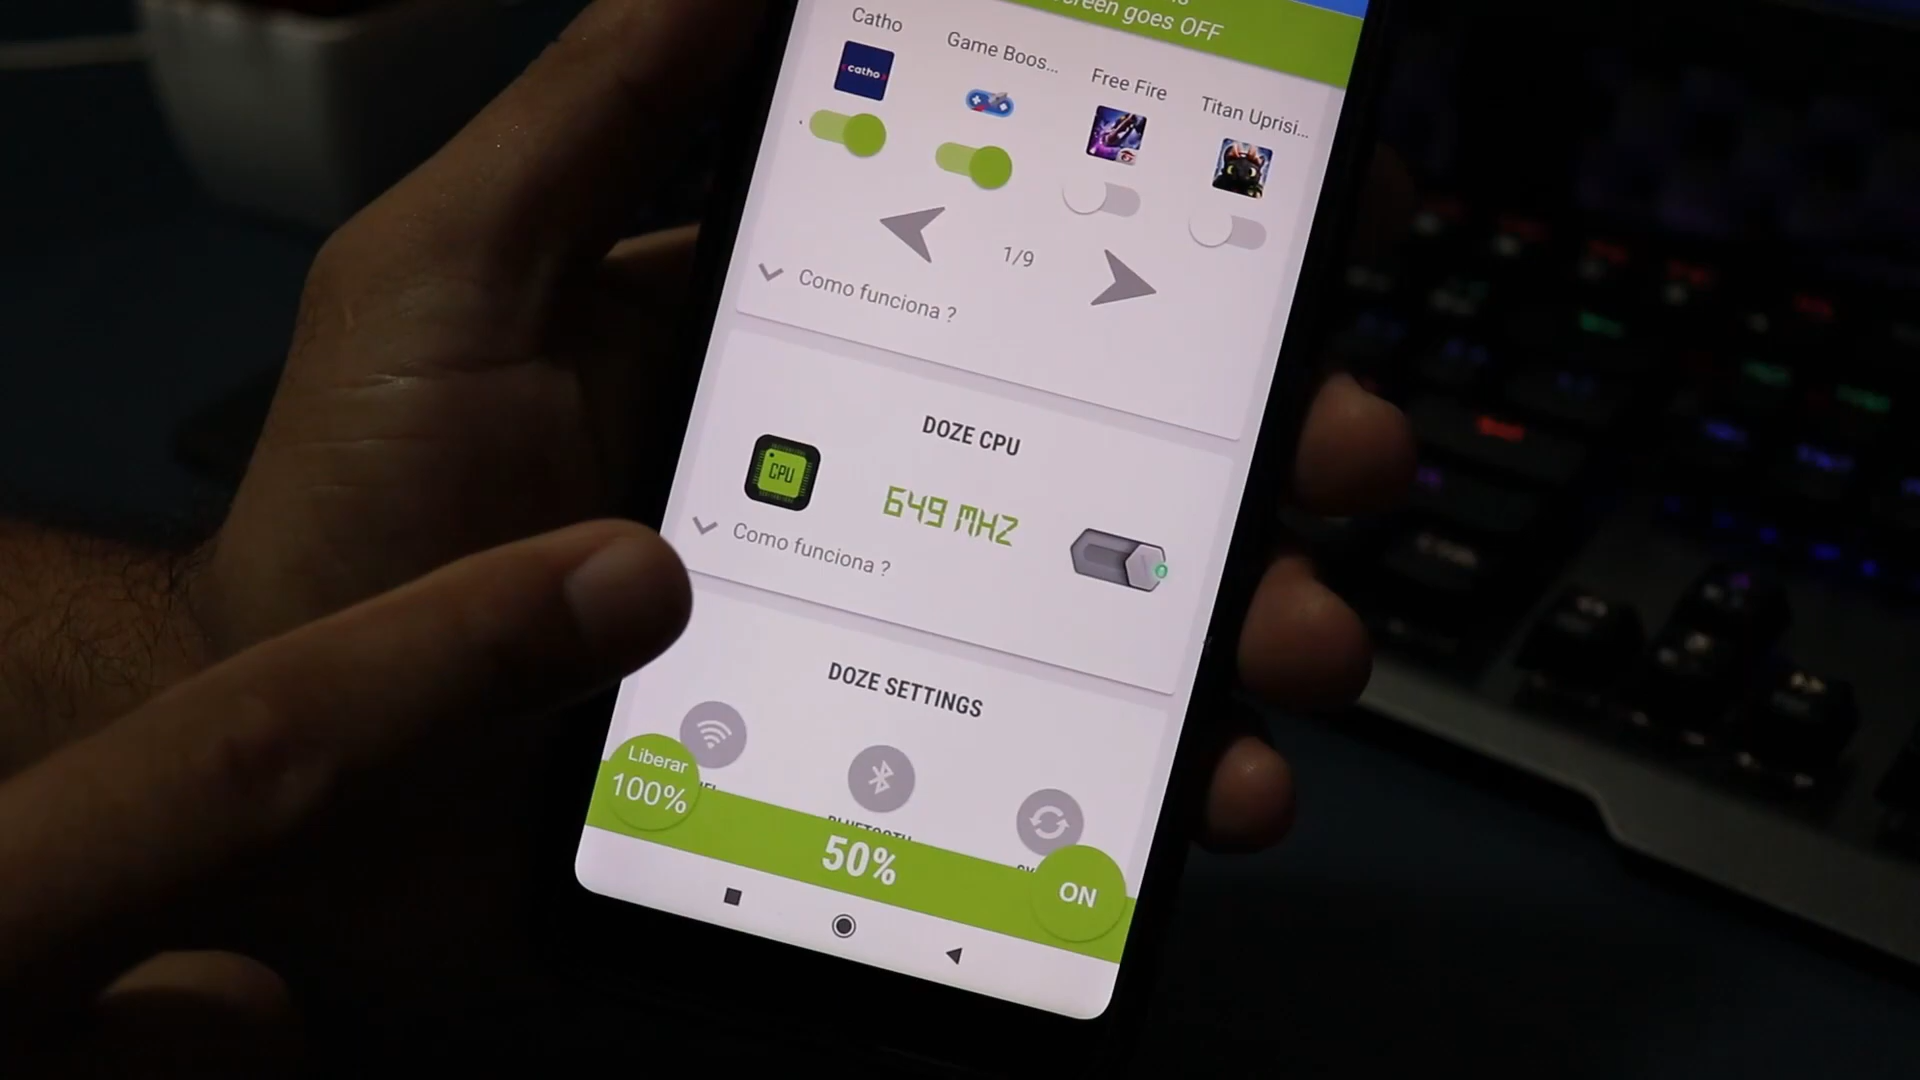 screen goes OFF
Catho
Game Boos...
Free Fire
Titan Uprisi...
catho
1/9
Como funciona ?
DOZE CPU
CPU
649 MHZ
Como funciona ?
DOZE SETTINGS
Liberar
100%
BLUETOOTH
50%
ON